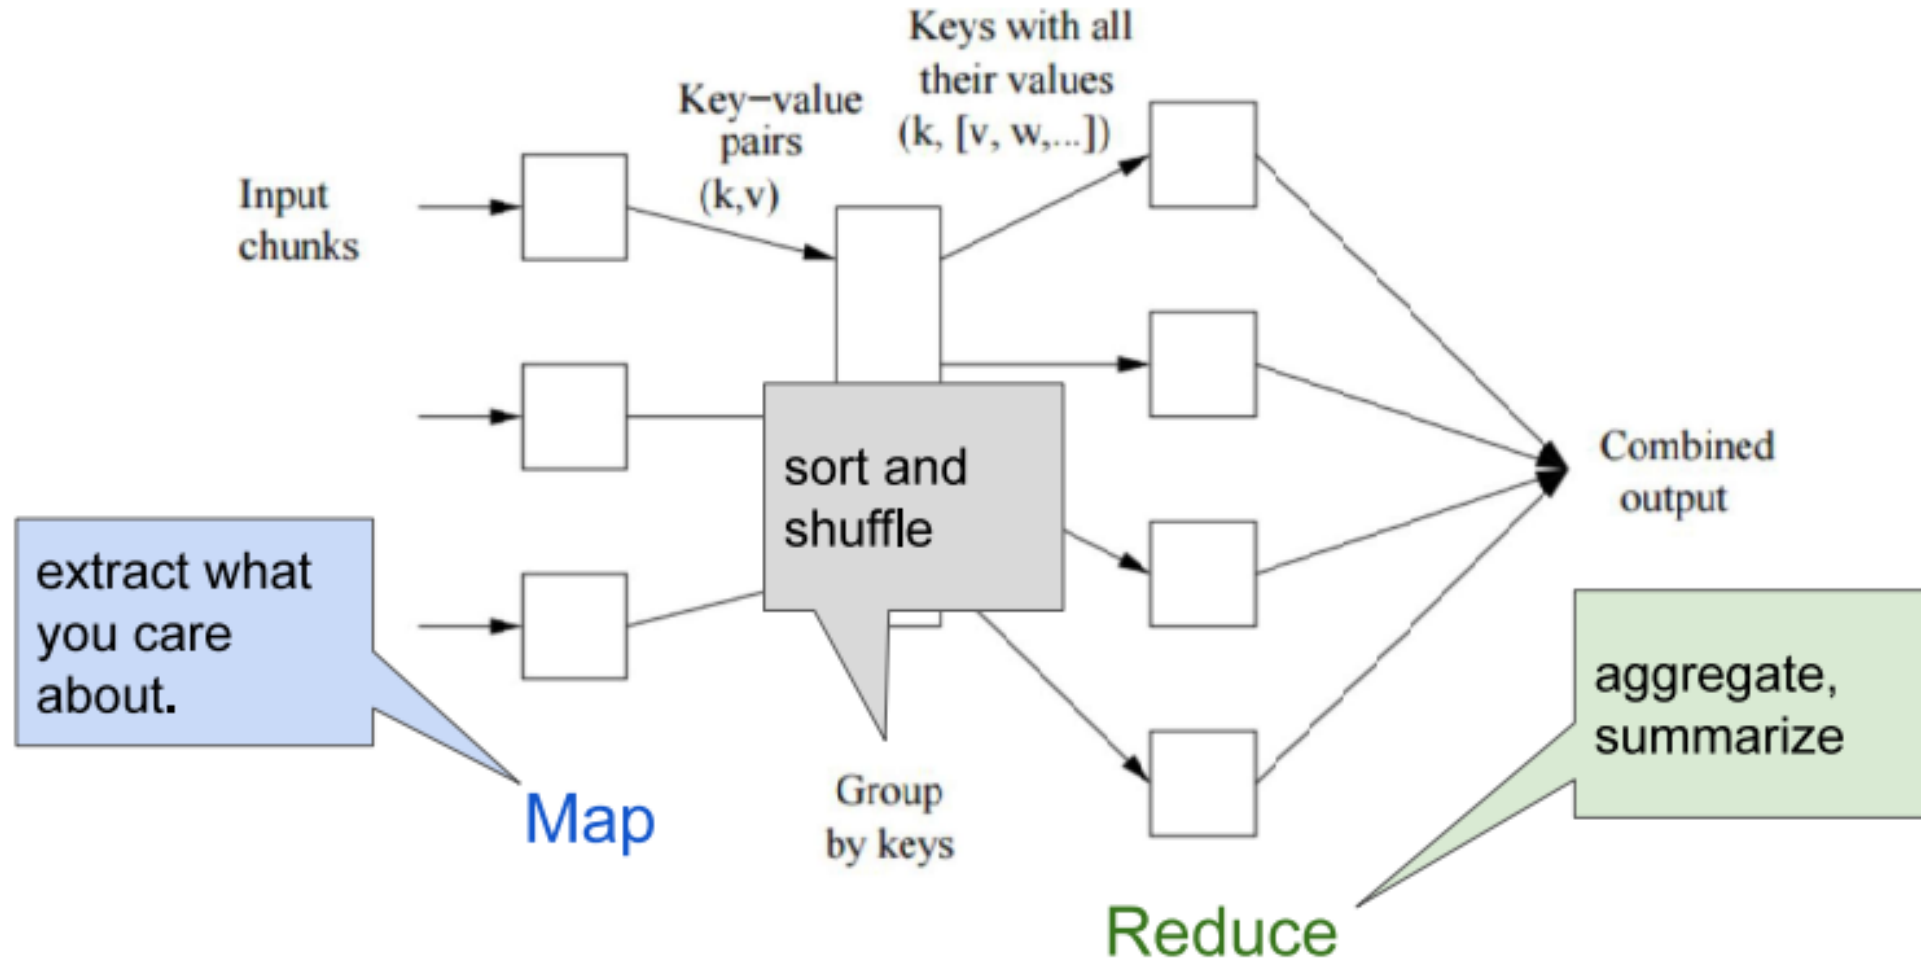 Keys with all
their values
(k, [v, w,...])
Key-value
pairs
(k,v)
Input
chunks
sort and
shuffle
Combined
output
extract what
you care
about.
aggregate,
summarize
Map
Group
by keys
Reduce